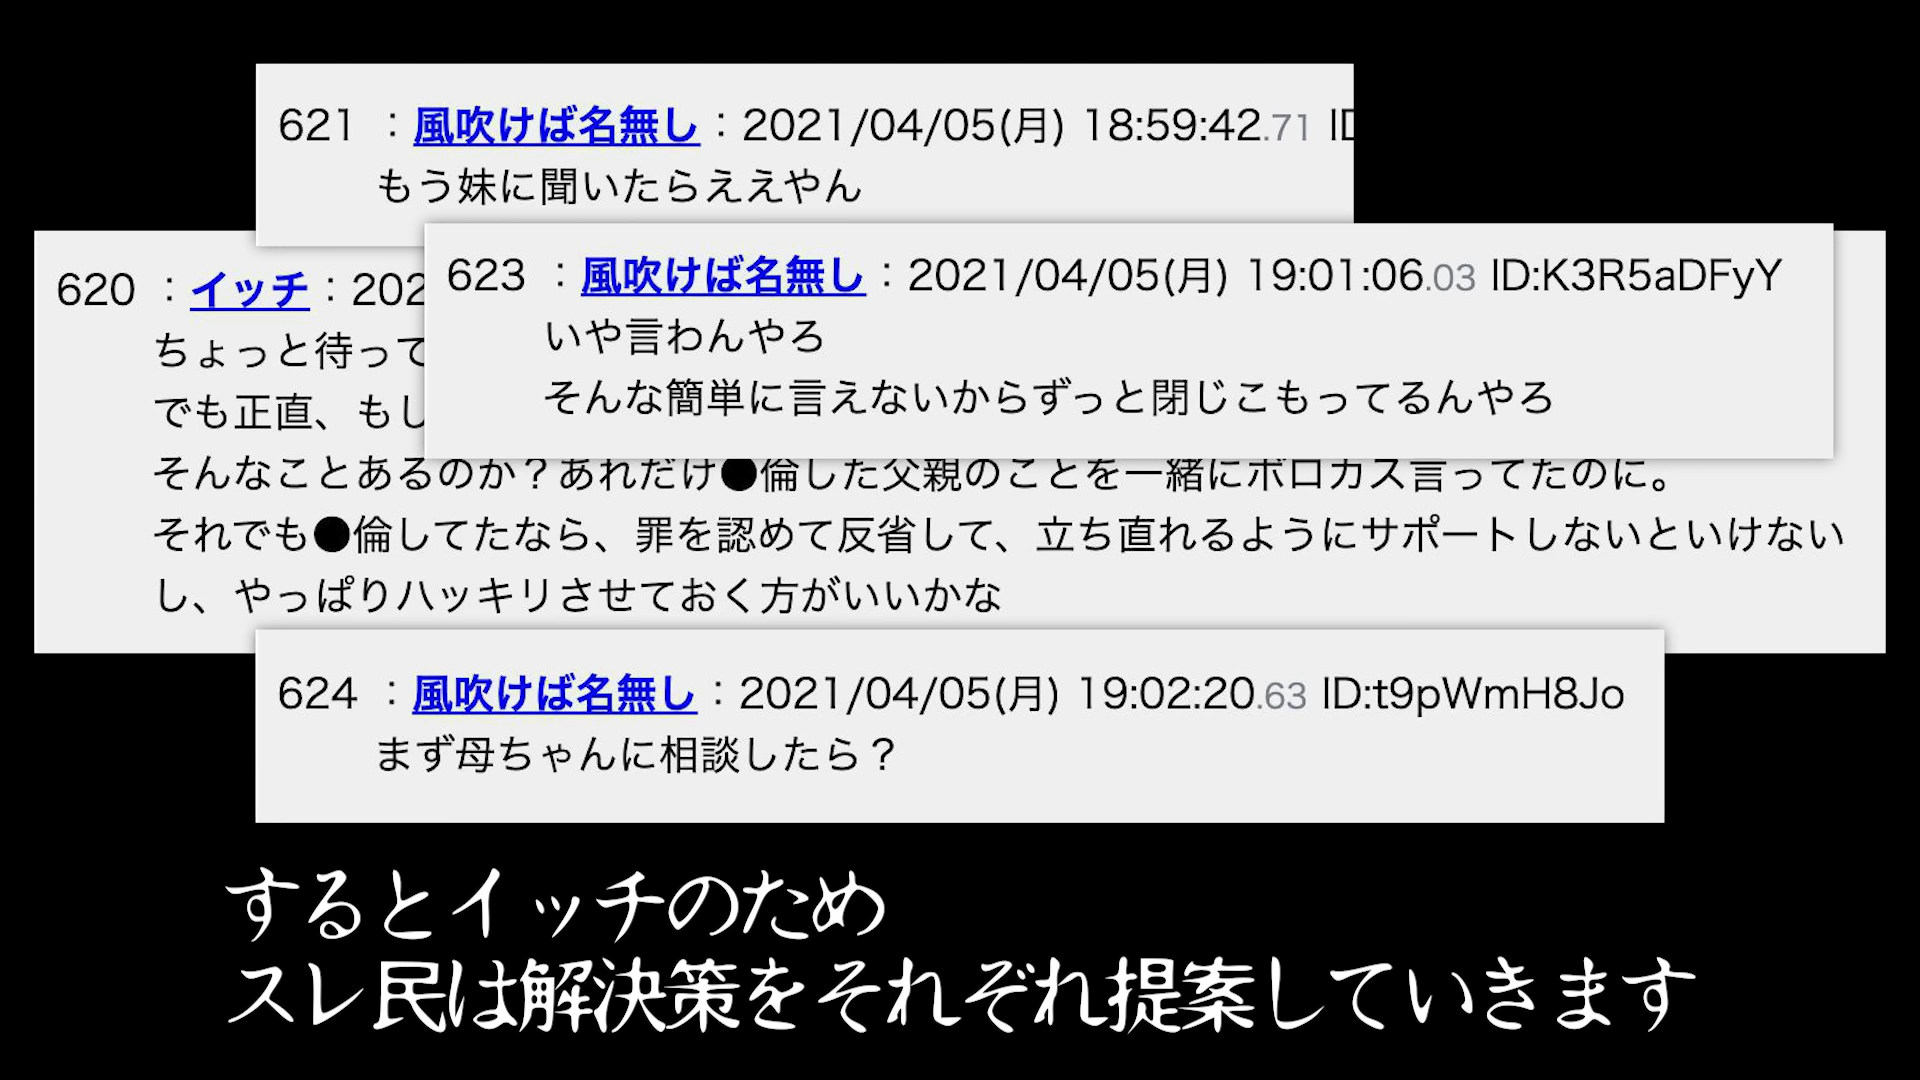 621 ：風吹けば名無し：2021/04/05(月) 18:59:42.71 ID
もう妹に聞いたらええやん
620 ：イッチ：202
ちょっと待って
でも正直、もし
そんなことあるのか？あれだけ●倫した父親のことを一緒にボロカス言ってたのに。
それでも●倫してたなら、罪を認めて反省して、立ち直れるようにサポートしないといけない
し、やっぱりハッキリさせておく方がいいかな
623 ：風吹けば名無し：2021/04/05(月) 19:01:06.03 ID:K3R5aDFyY
いや言わんやろ
そんな簡単に言えないからずっと閉じこもってるんやろ
624 ：風吹けば名無し：2021/04/05(月) 19:02:20.63 ID:t9pWmH8Jo
まず母ちゃんに相談したら？
するとイッチのため
スレ民は解決策をそれぞれ提案していきます